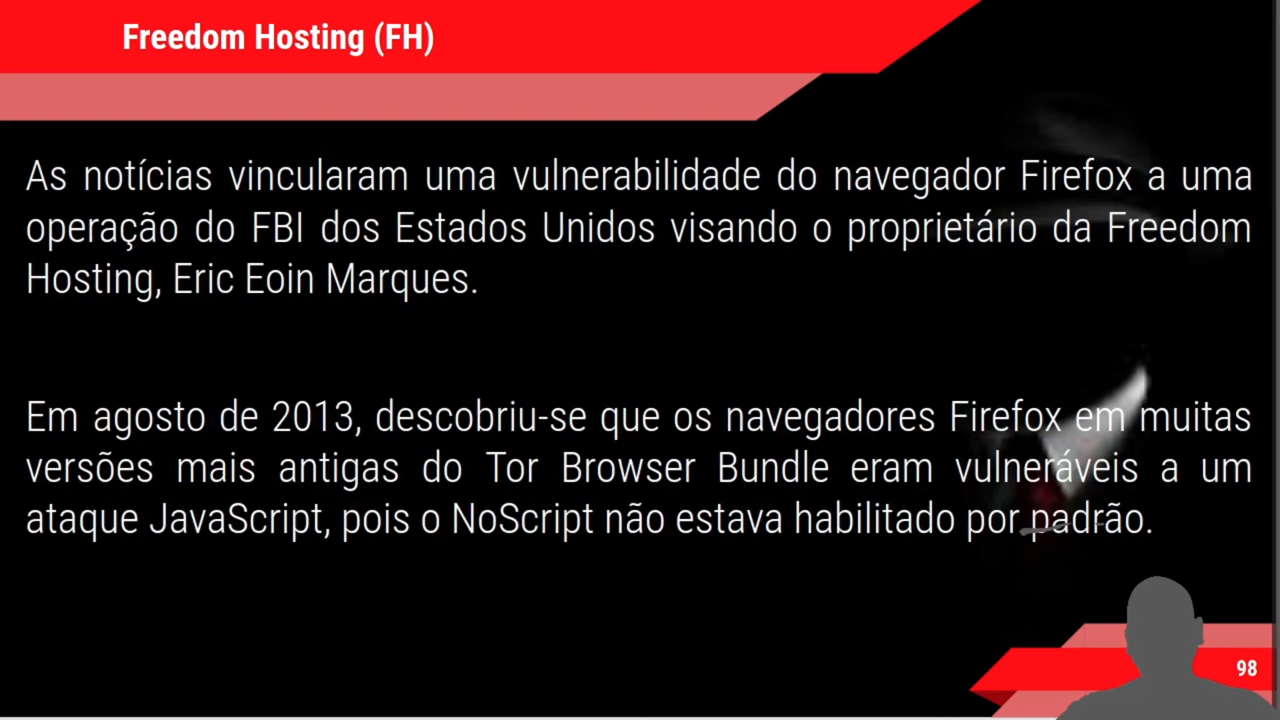 Freedom Hosting (FH)
As notícias vincularam uma vulnerabilidade do navegador Firefox a uma
operação do FBI dos Estados Unidos visando o proprietário da Freedom
Hosting, Eric Eoin Marques.
Em agosto de 2013, descobriu-se que os navegadores Firefox em muitas
versões mais antigas do Tor Browser Bundle eram vulneráveis a um
ataque JavaScript, pois o NoScript não estava habilitado por padrão.
98